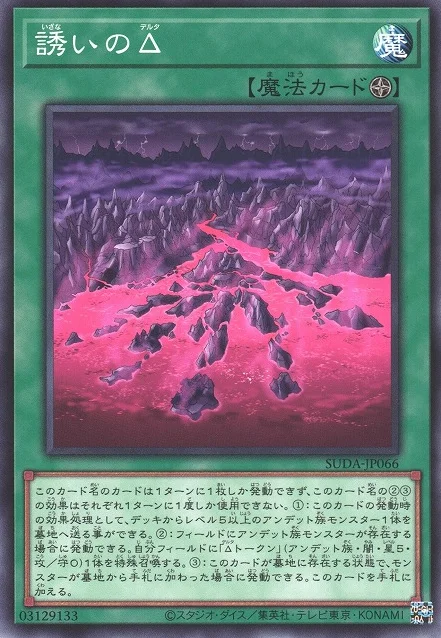 誘いのΔ
【魔法カード】
SUDA-JP066
このカード名のカードは1ターンに1枚しか発動できず、このカード名の②③
の効果はそれぞれ1ターンに1度しか使用できない。①:このカードの発動時
の効果処理として、デッキからレベル5以上のアンデット族モンスター1体を
墓地へ送る事ができる。②:フィールドにアンデット族モンスターが存在する
場合に発動できる。自分フィールドに「Δトークン」(アンデット族・闇・星5・
攻/守0)1体を特殊召喚する。③:このカードが墓地に存在する状態で、モン
スターが墓地から手札に加わった場合に発動できる。このカードを手札に
加える。
03129133
©スタジオ・ダイス/集英社・テレビ東京・KONAMI